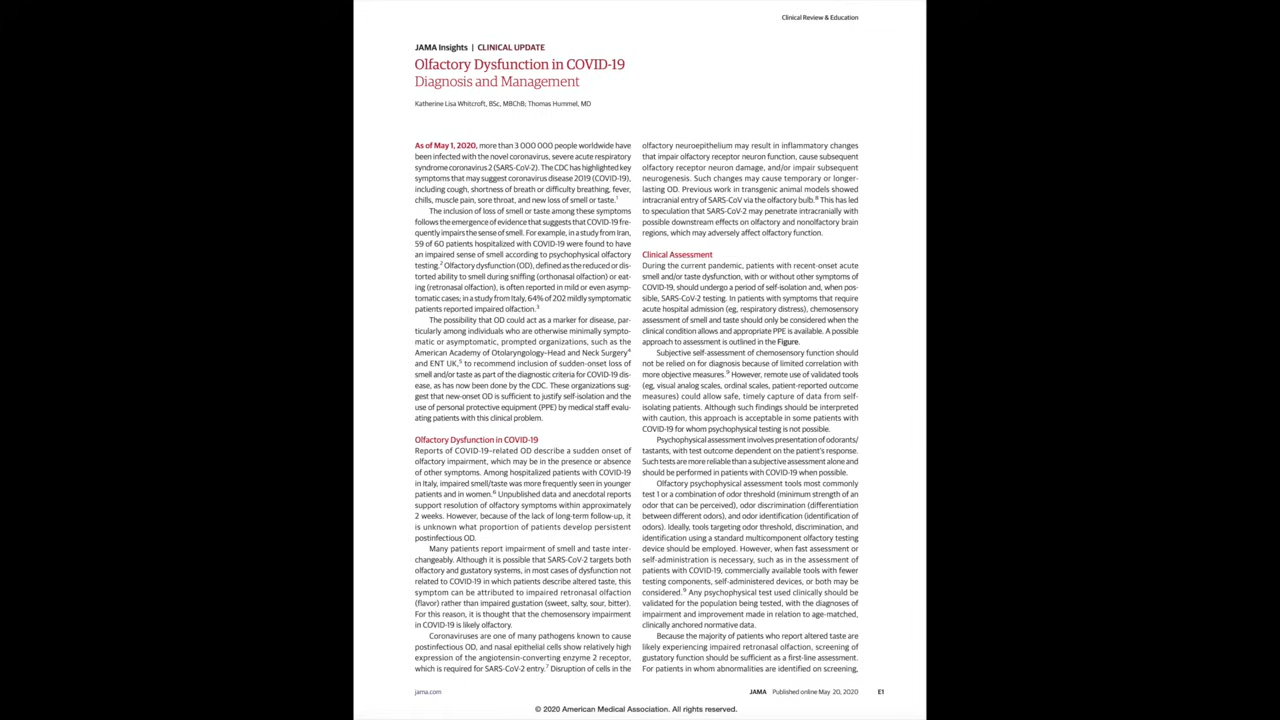 Clinical Review & Education
JAMA Insights | CLINICAL UPDATE
Olfactory Dysfunction in COVID-19
Diagnosis and Management
Katherine Lisa Whitcroft, BSc, MBChB; Thomas Hummel, MD
As of May 1, 2020, more than 3 000 000 people worldwide have
been infected with the novel coronavirus, severe acute respiratory
syndrome coronavirus 2 (SARS-CoV-2). The CDC has highlighted key
symptoms that may suggest coronavirus disease 2019 (COVID-19),
including cough, shortness of breath or difficulty breathing, fever,
chills, muscle pain, sore throat, and new loss of smell or taste.1
The inclusion of loss of smell or taste among these symptoms
follows the emergence of evidence that suggests that COVID-19 fre-
quently impairs the sense of smell. For example, in a study from Iran,
59 of 60 patients hospitalized with COVID-19 were found to have
an impaired sense of smell according to psychophysical olfactory
testing.2 Olfactory dysfunction (OD), defined as the reduced or dis-
torted ability to smell during sniffing (orthonasal olfaction) or eat-
ing (retronasal olfaction), is often reported in mild or even asymp-
tomatic cases; in a study from Italy, 64% of 202 mildly symptomatic
patients reported impaired olfaction.3
The possibility that OD could act as a marker for disease, par-
ticularly among individuals who are otherwise minimally sympto-
matic or asymptomatic, prompted organizations, such as the
American Academy of Otolaryngology–Head and Neck Surgery4
and ENT UK,5 to recommend inclusion of sudden-onset loss of
smell and/or taste as part of the diagnostic criteria for COVID-19 dis-
ease, as has now been done by the CDC. These organizations sug-
gest that new-onset OD is sufficient to justify self-isolation and the
use of personal protective equipment (PPE) by medical staff evalu-
ating patients with this clinical problem.
Olfactory Dysfunction in COVID-19
Reports of COVID-19–related OD describe a sudden onset of
olfactory impairment, which may be in the presence or absence
of other symptoms. Among hospitalized patients with COVID-19
in Italy, impaired smell/taste was more frequently seen in younger
patients and in women.6 Unpublished data and anecdotal reports
support resolution of olfactory symptoms within approximately
2 weeks. However, because of the lack of long-term follow-up, it
is unknown what proportion of patients develop persistent
postinfectious OD.
Many patients report impairment of smell and taste inter-
changeably. Although it is possible that SARS-CoV-2 targets both
olfactory and gustatory systems, in most cases of dysfunction not
related to COVID-19 in which patients describe altered taste, this
symptom can be attributed to impaired retronasal olfaction
(flavor) rather than impaired gustation (sweet, salty, sour, bitter).
For this reason, it is thought that the chemosensory impairment
in COVID-19 is likely olfactory.
Coronaviruses are one of many pathogens known to cause
postinfectious OD, and nasal epithelial cells show relatively high
expression of the angiotensin-converting enzyme 2 receptor,
which is required for SARS-CoV-2 entry.7 Disruption of cells in the
olfactory neuroepithelium may result in inflammatory changes
that impair olfactory receptor neuron function, cause subsequent
olfactory receptor neuron damage, and/or impair subsequent
neurogenesis. Such changes may cause temporary or longer-
lasting OD. Previous work in transgenic animal models showed
intracranial entry of SARS-CoV via the olfactory bulb.8 This has led
to speculation that SARS-CoV-2 may penetrate intracranially with
possible downstream effects on olfactory and nonolfactory brain
regions, which may adversely affect olfactory function.
Clinical Assessment
During the current pandemic, patients with recent-onset acute
smell and/or taste dysfunction, with or without other symptoms of
COVID-19, should undergo a period of self-isolation and, when pos-
sible, SARS-CoV-2 testing. In patients with symptoms that require
acute hospital admission (eg, respiratory distress), chemosensory
assessment of smell and taste should only be considered when the
clinical condition allows and appropriate PPE is available. A possible
approach to assessment is outlined in the Figure.
Subjective self-assessment of chemosensory function should
not be relied on for diagnosis because of limited correlation with
more objective measures.9 However, remote use of validated tools
(eg, visual analog scales, ordinal scales, patient-reported outcome
measures) could allow safe, timely capture of data from self-
isolating patients. Although such findings should be interpreted
with caution, this approach is acceptable in some patients with
COVID-19 for whom psychophysical testing is not possible.
Psychophysical assessment involves presentation of odorants/
tastants, with test outcome dependent on the patient's response.
Such tests are more reliable than a subjective assessment alone and
should be performed in patients with COVID-19 when possible.
Olfactory psychophysical assessment tools most commonly
test 1 or a combination of odor threshold (minimum strength of an
odor that can be perceived), odor discrimination (differentiation
between different odors), and odor identification (identification of
odors). Ideally, tools targeting odor threshold, discrimination, and
identification using a standard multicomponent olfactory testing
device should be employed. However, when fast assessment or
self-administration is necessary, such as in the assessment of
patients with COVID-19, commercially available tools with fewer
testing components, self-administered devices, or both may be
considered.9 Any psychophysical test used clinically should be
validated for the population being tested, with the diagnoses of
impairment and improvement made in relation to age-matched,
clinically anchored normative data.
Because the majority of patients who report altered taste are
likely experiencing impaired retronasal olfaction, screening of
gustatory function should be sufficient as a first-line assessment.
For patients in whom abnormalities are identified on screening,
jama.com
JAMA Published online May 20, 2020 E1
© 2020 American Medical Association. All rights reserved.